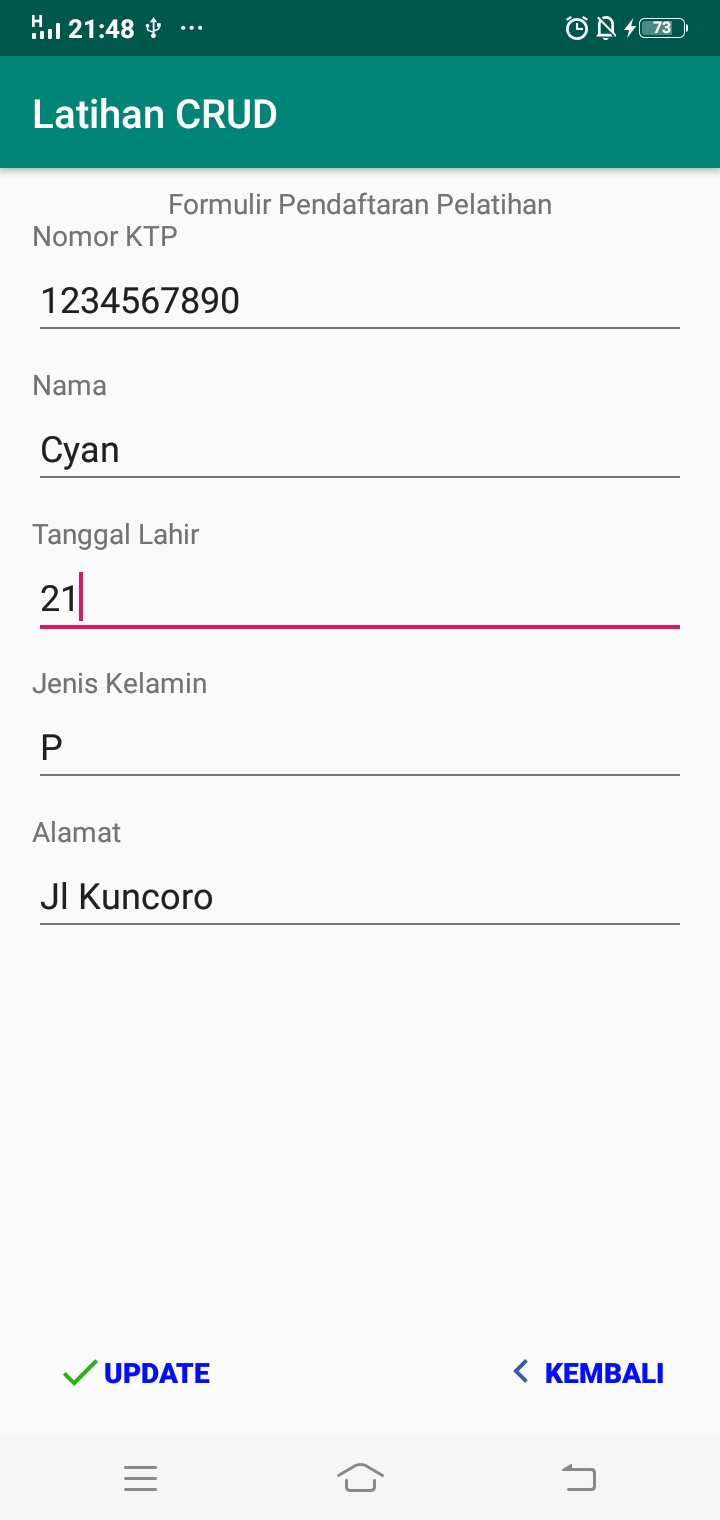 H 21:48 ... 73
Latihan CRUD
Formulir Pendaftaran Pelatihan
Nomor KTP
1234567890
Nama
Cyan
Tanggal Lahir
21
Jenis Kelamin
P
Alamat
Jl Kuncoro
UPDATE KEMBALI